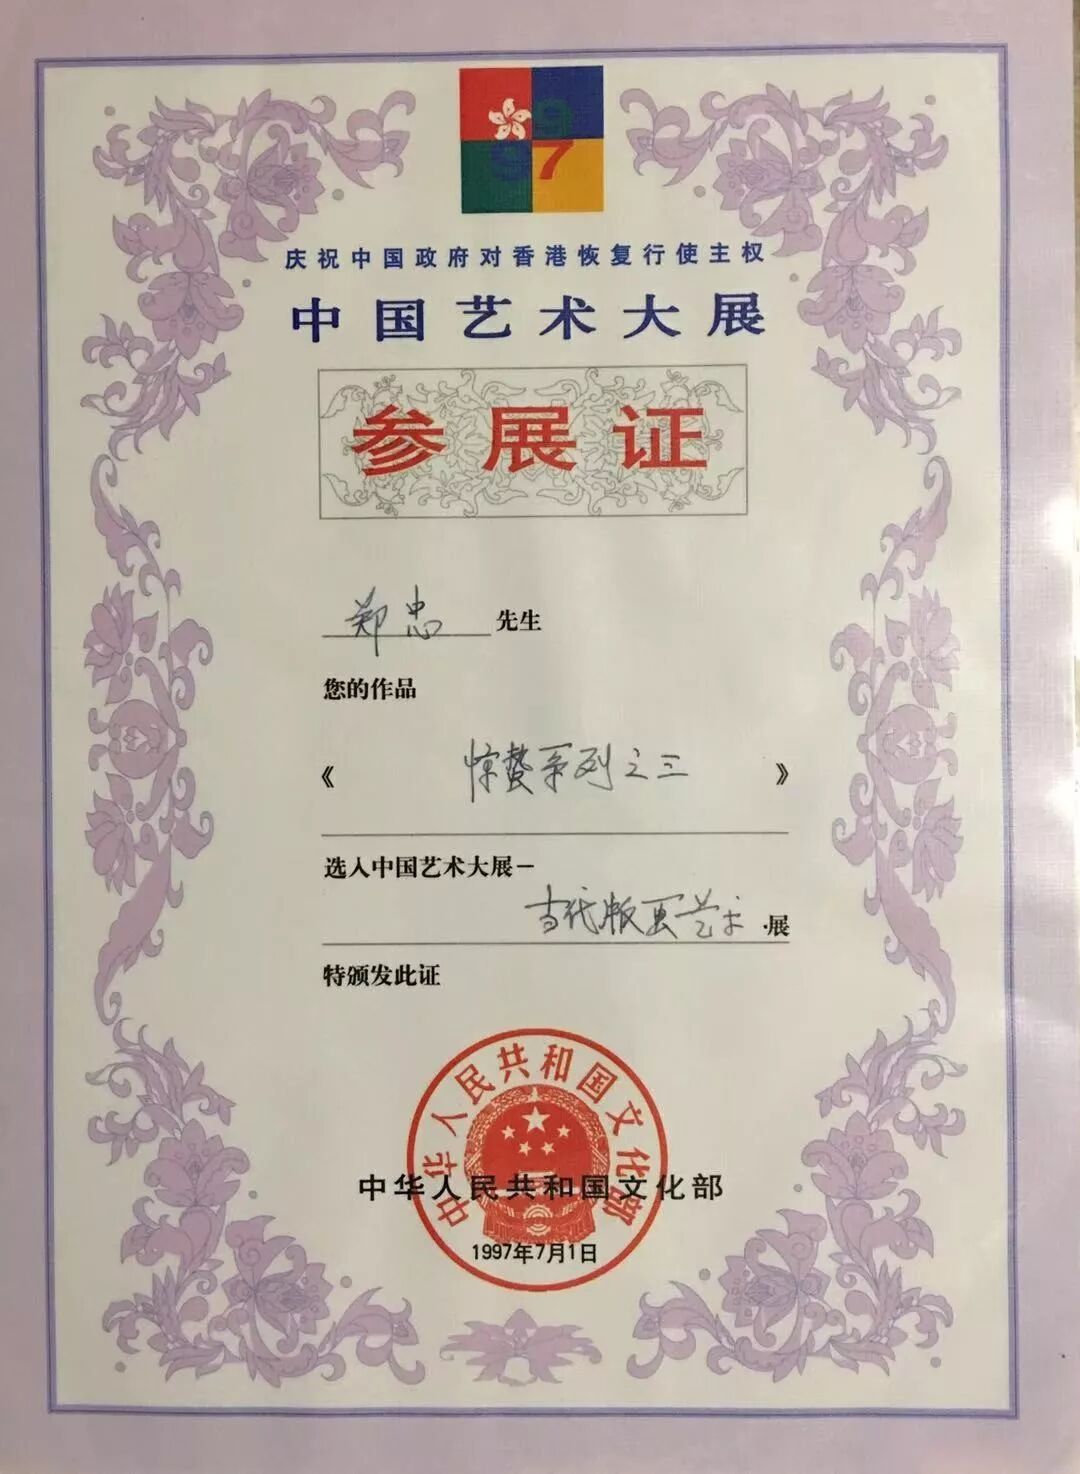 1997
庆祝中国政府对香港恢复行使主权
中国艺术大展
参展证
郑忠 先生
您的作品
《惊蛰系列之三》
选入中国艺术大展-
当代版画艺术·展
特颁发此证
中华人民共和国文化部
中华人民共和国文化部
1997年7月1日